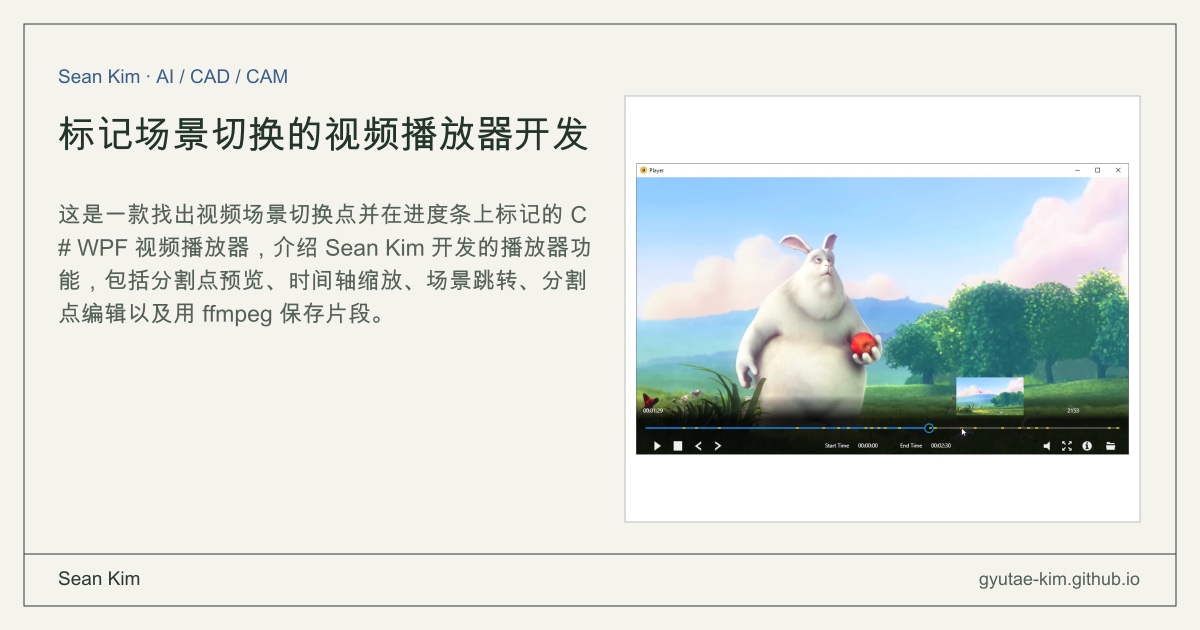 Sean Kim · AI / CAD / CAM
标记场景切换的视频播放器开发
这是一款找出视频场景切换点并在进度条上标记的 C
# WPF 视频播放器，介绍 Sean Kim 开发的播放器功
能，包括分割点预览、时间轴缩放、场景跳转、分割
点编辑以及用 ffmpeg 保存片段。
Player
00:01:29
2153
Start Time 00:00:00 End Time 00:02:30
Sean Kim
gyutae-kim.github.io